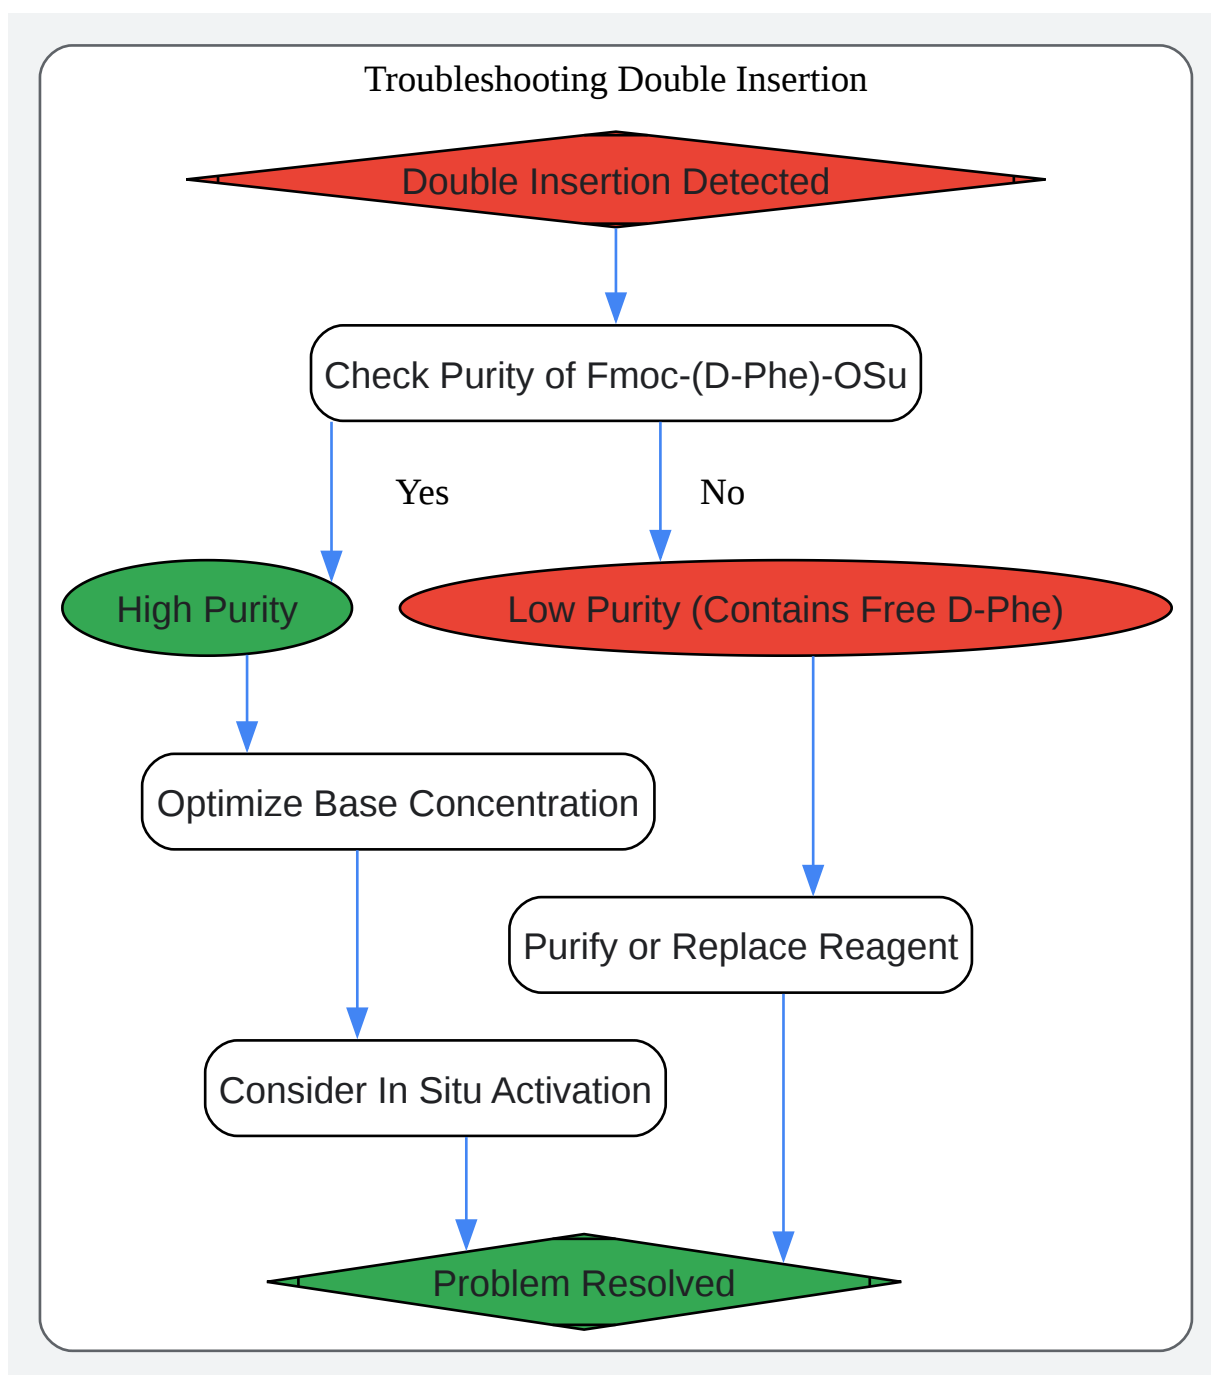 Troubleshooting Double Insertion
Double Insertion Detected
Check Purity of Fmoc-(D-Phe)-OSu
Yes
No
High Purity
Low Purity (Contains Free D-Phe)
Optimize Base Concentration
Purify or Replace Reagent
Consider In Situ Activation
Problem Resolved